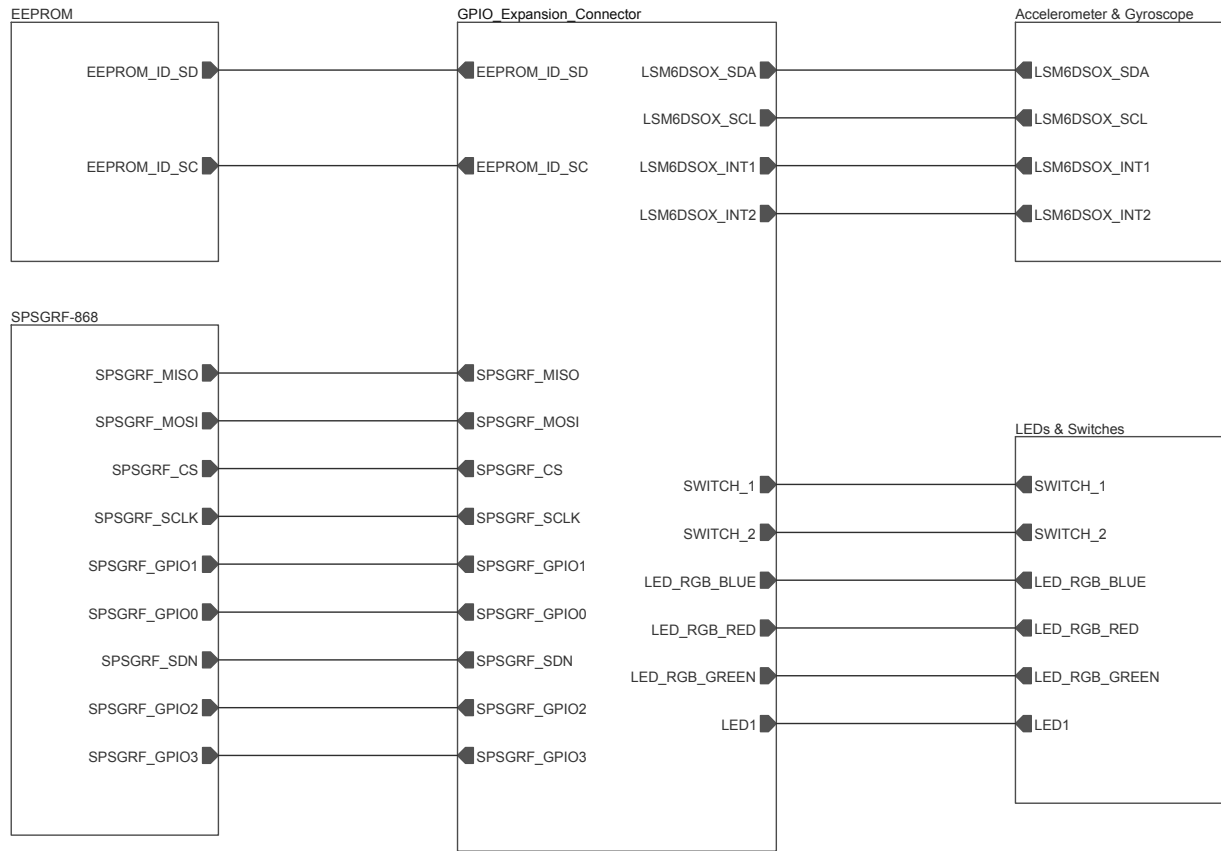 EEPROM
EEPROM_ID_SD
EEPROM_ID_SC
SPSGRF-868
SPSGRF_MISO
SPSGRF_MOSI
SPSGRF_CS
SPSGRF_SCLK
SPSGRF_GPIO1
SPSGRF_GPIO0
SPSGRF_SDN
SPSGRF_GPIO2
SPSGRF_GPIO3
GPIO_Expansion_Connector
EEPROM_ID_SD
EEPROM_ID_SC
SPSGRF_MISO
SPSGRF_MOSI
SPSGRF_CS
SPSGRF_SCLK
SPSGRF_GPIO1
SPSGRF_GPIO0
SPSGRF_SDN
SPSGRF_GPIO2
SPSGRF_GPIO3
LSM6DSOX_SDA
LSM6DSOX_SCL
LSM6DSOX_INT1
LSM6DSOX_INT2
SWITCH_1
SWITCH_2
LED_RGB_BLUE
LED_RGB_RED
LED_RGB_GREEN
LED1
Accelerometer & Gyroscope
LSM6DSOX_SDA
LSM6DSOX_SCL
LSM6DSOX_INT1
LSM6DSOX_INT2
LEDs & Switches
SWITCH_1
SWITCH_2
LED_RGB_BLUE
LED_RGB_RED
LED_RGB_GREEN
LED1